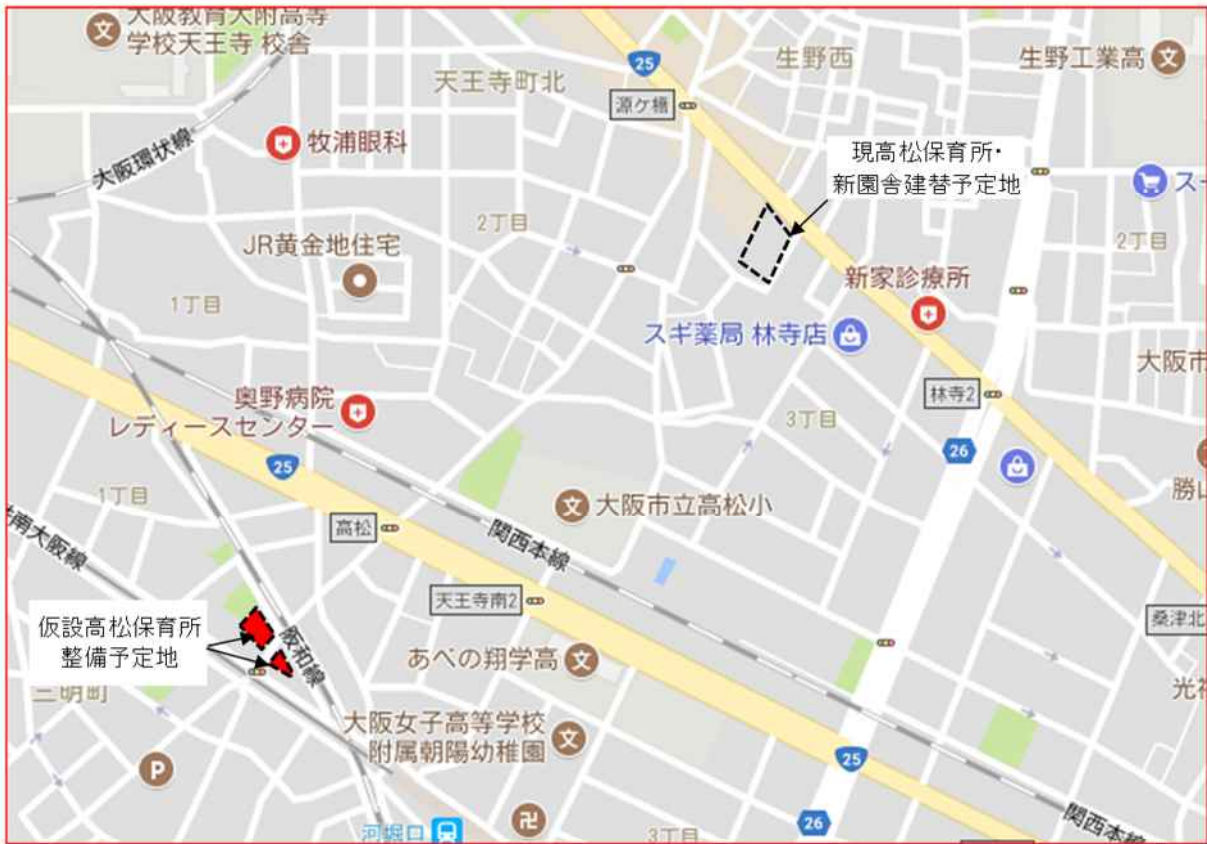 大阪教育大附高等
学校天王寺 校舎
25
生野西
生野工業高
天王寺町北
源ケ橋
牧浦眼科
大阪環状線
現高松保育所・
新園舎建替予定地
2丁目
JR黄金地住宅
1丁目
新家診療所
2丁目
スギ薬局 林寺店
大阪市
奥野病院
レディースセンター
林寺2
3丁目
26
25
1丁目
大阪市立高松小
高松
関西本線
南大阪線
天王寺南2
桑津北
仮設高松保育所
整備予定地
阪和線
あべの翔学高
三明町
大阪女子高等学校
附属朝陽幼稚園
P
25
26
関西本線
河堀口
3丁目